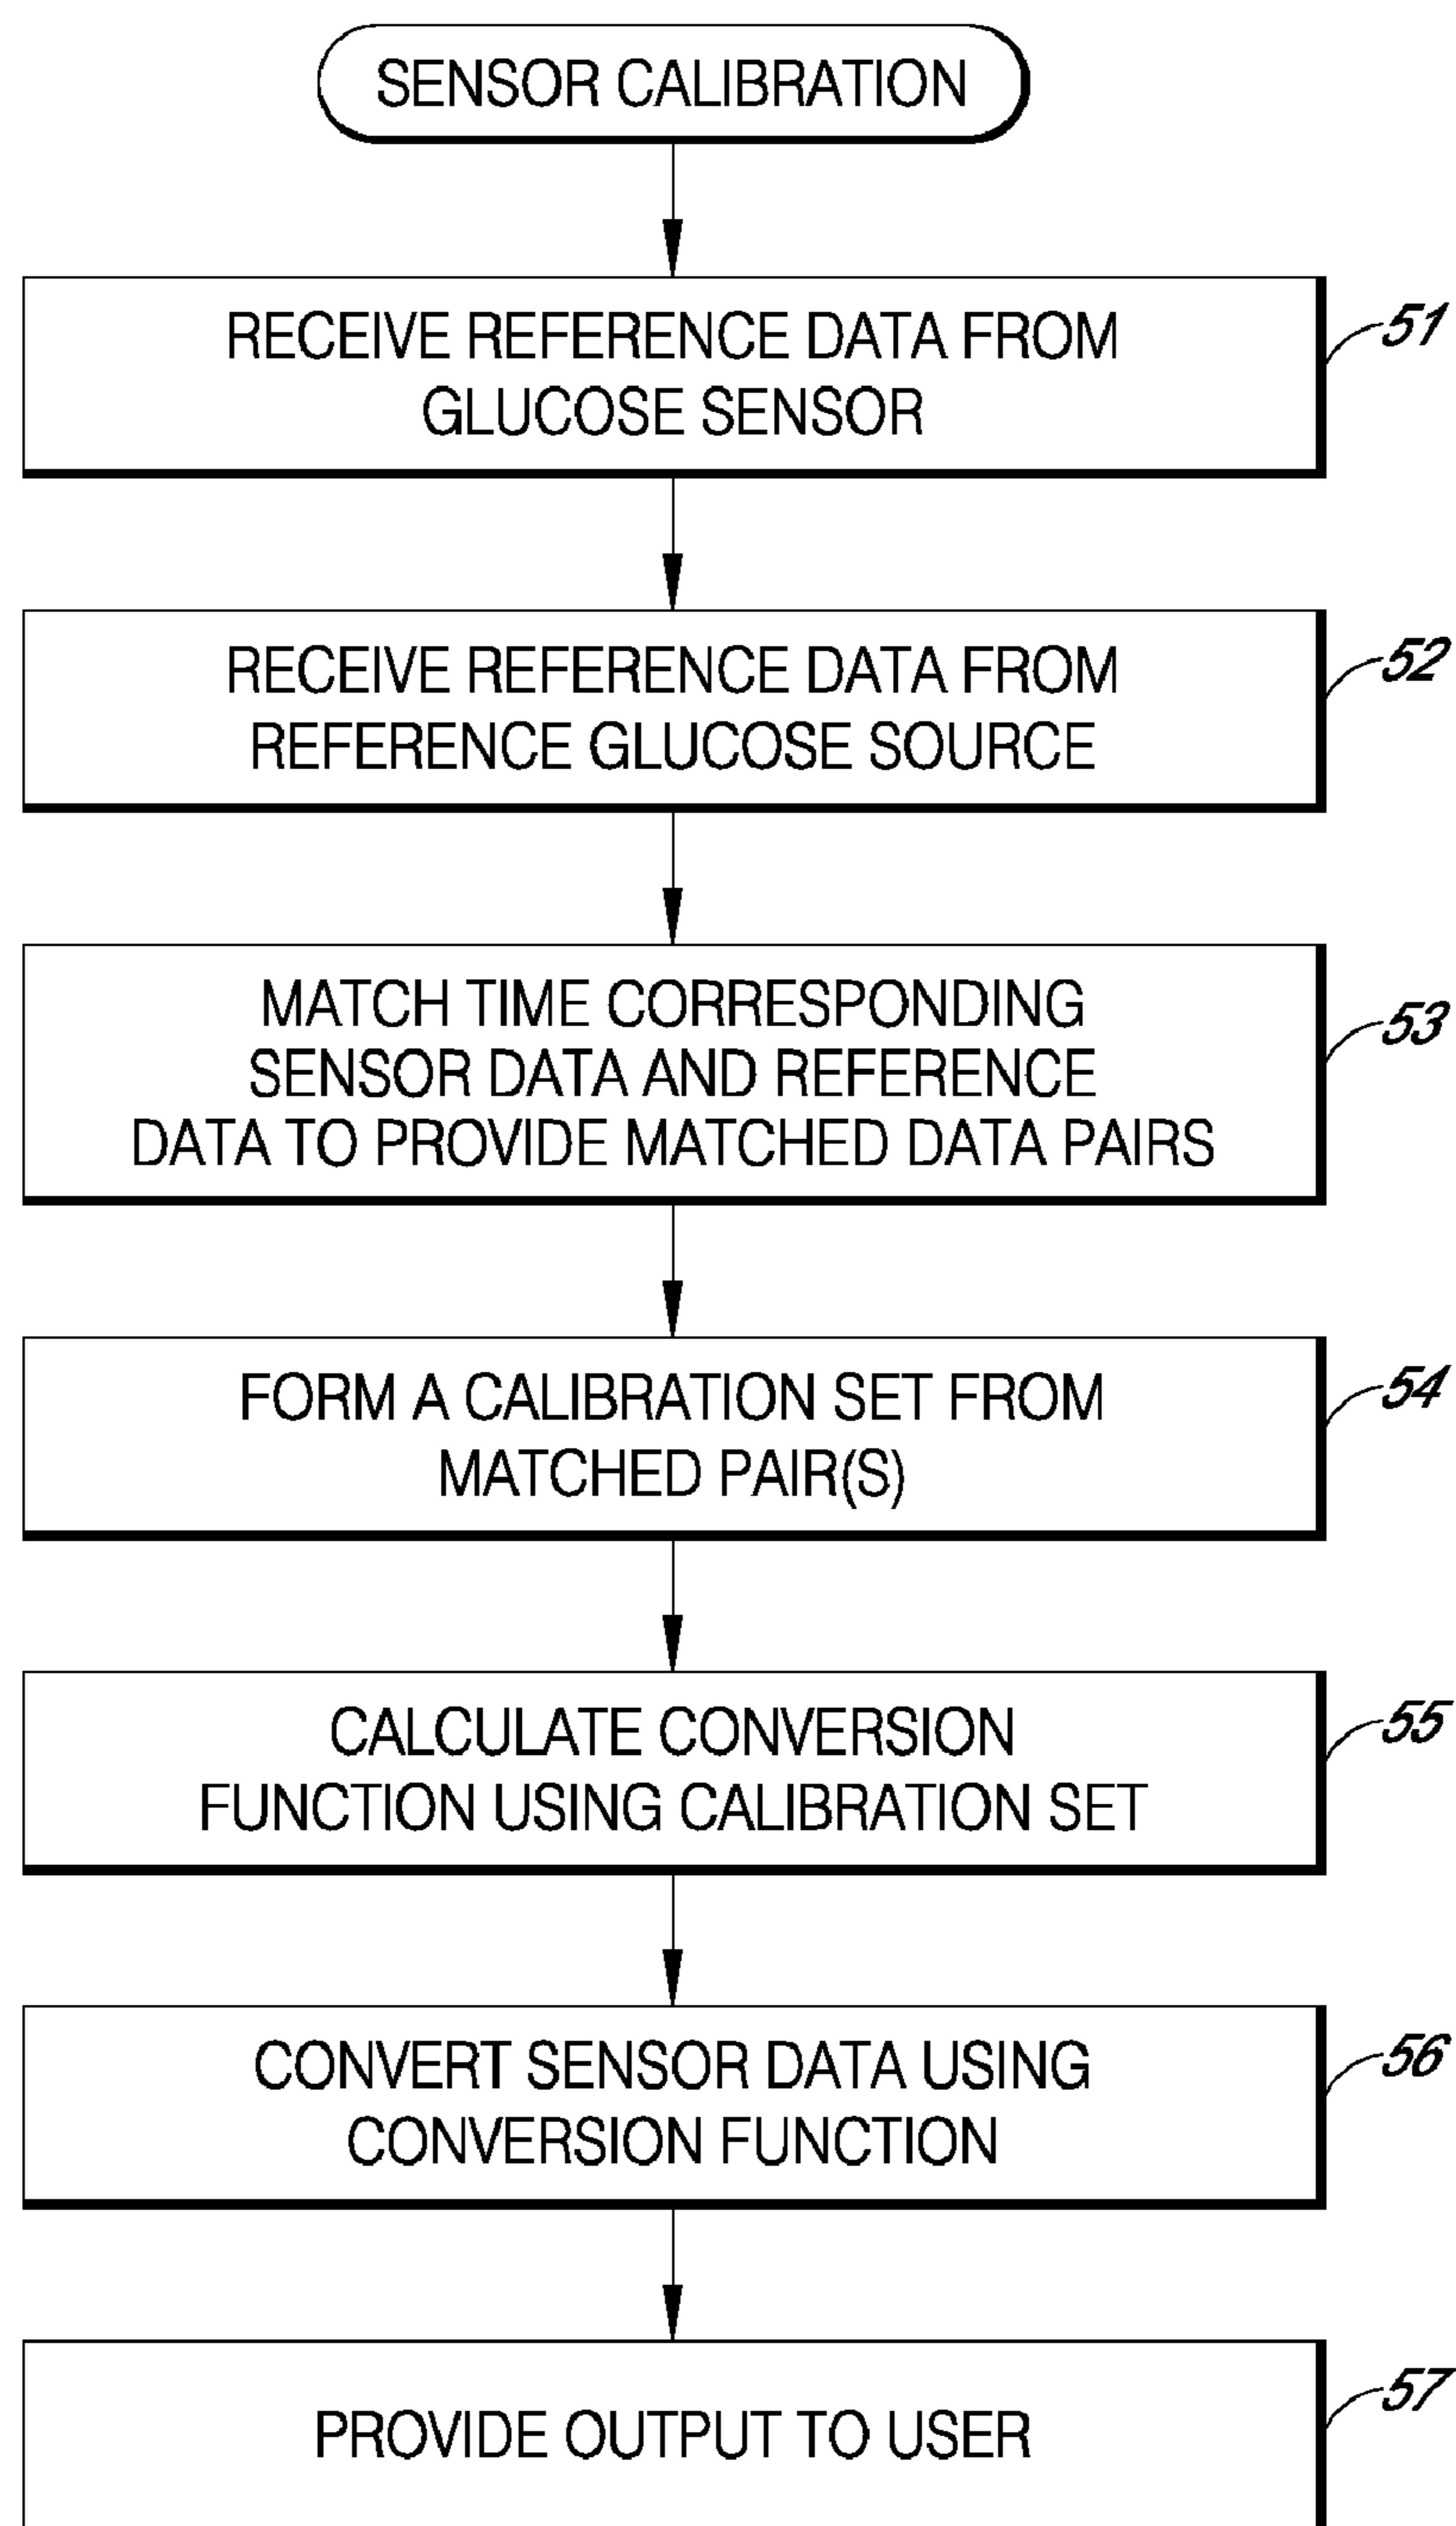 SENSOR CALIBRATION
RECEIVE REFERENCE DATA FROM
GLUCOSE SENSOR
51
RECEIVE REFERENCE DATA FROM
REFERENCE GLUCOSE SOURCE
52
MATCH TIME CORRESPONDING
SENSOR DATA AND REFERENCE
DATA TO PROVIDE MATCHED DATA PAIRS
53
FORM A CALIBRATION SET FROM
MATCHED PAIR(S)
54
CALCULATE CONVERSION
FUNCTION USING CALIBRATION SET
55
CONVERT SENSOR DATA USING
CONVERSION FUNCTION
56
PROVIDE OUTPUT TO USER
57